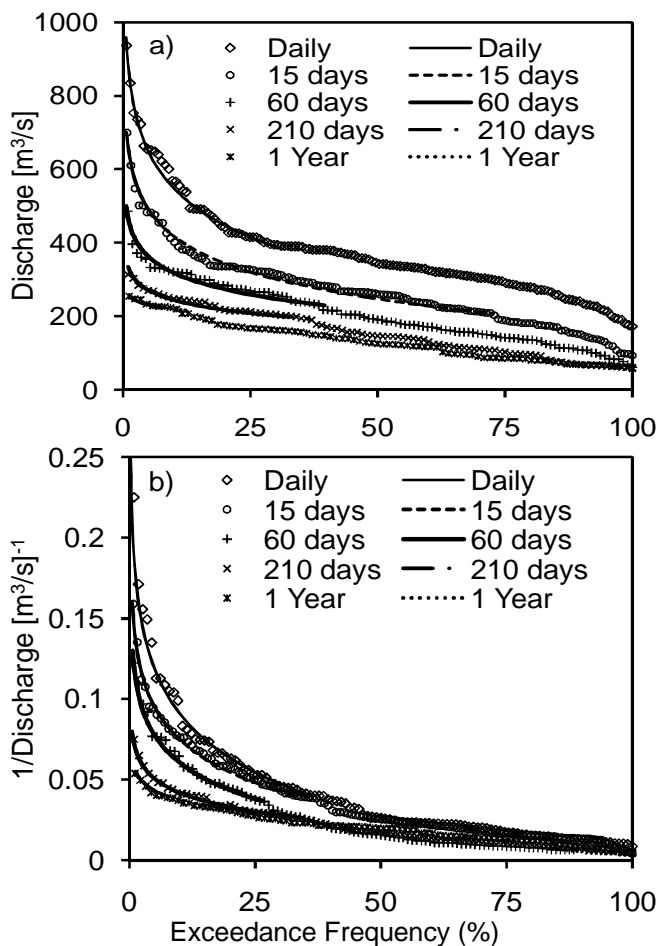 1000
800
600
400
200
0
Discharge [m³/s]
a)
Daily Daily
15 days 15 days
60 days 60 days
210 days 210 days
1 Year 1 Year
0 25 50 75 100
0.25
0.2
0.15
0.1
0.05
0
1/Discharge [m³/s]⁻¹
b)
Daily Daily
15 days 15 days
60 days 60 days
210 days 210 days
1 Year 1 Year
0 25 50 75 100
Exceedance Frequency (%)